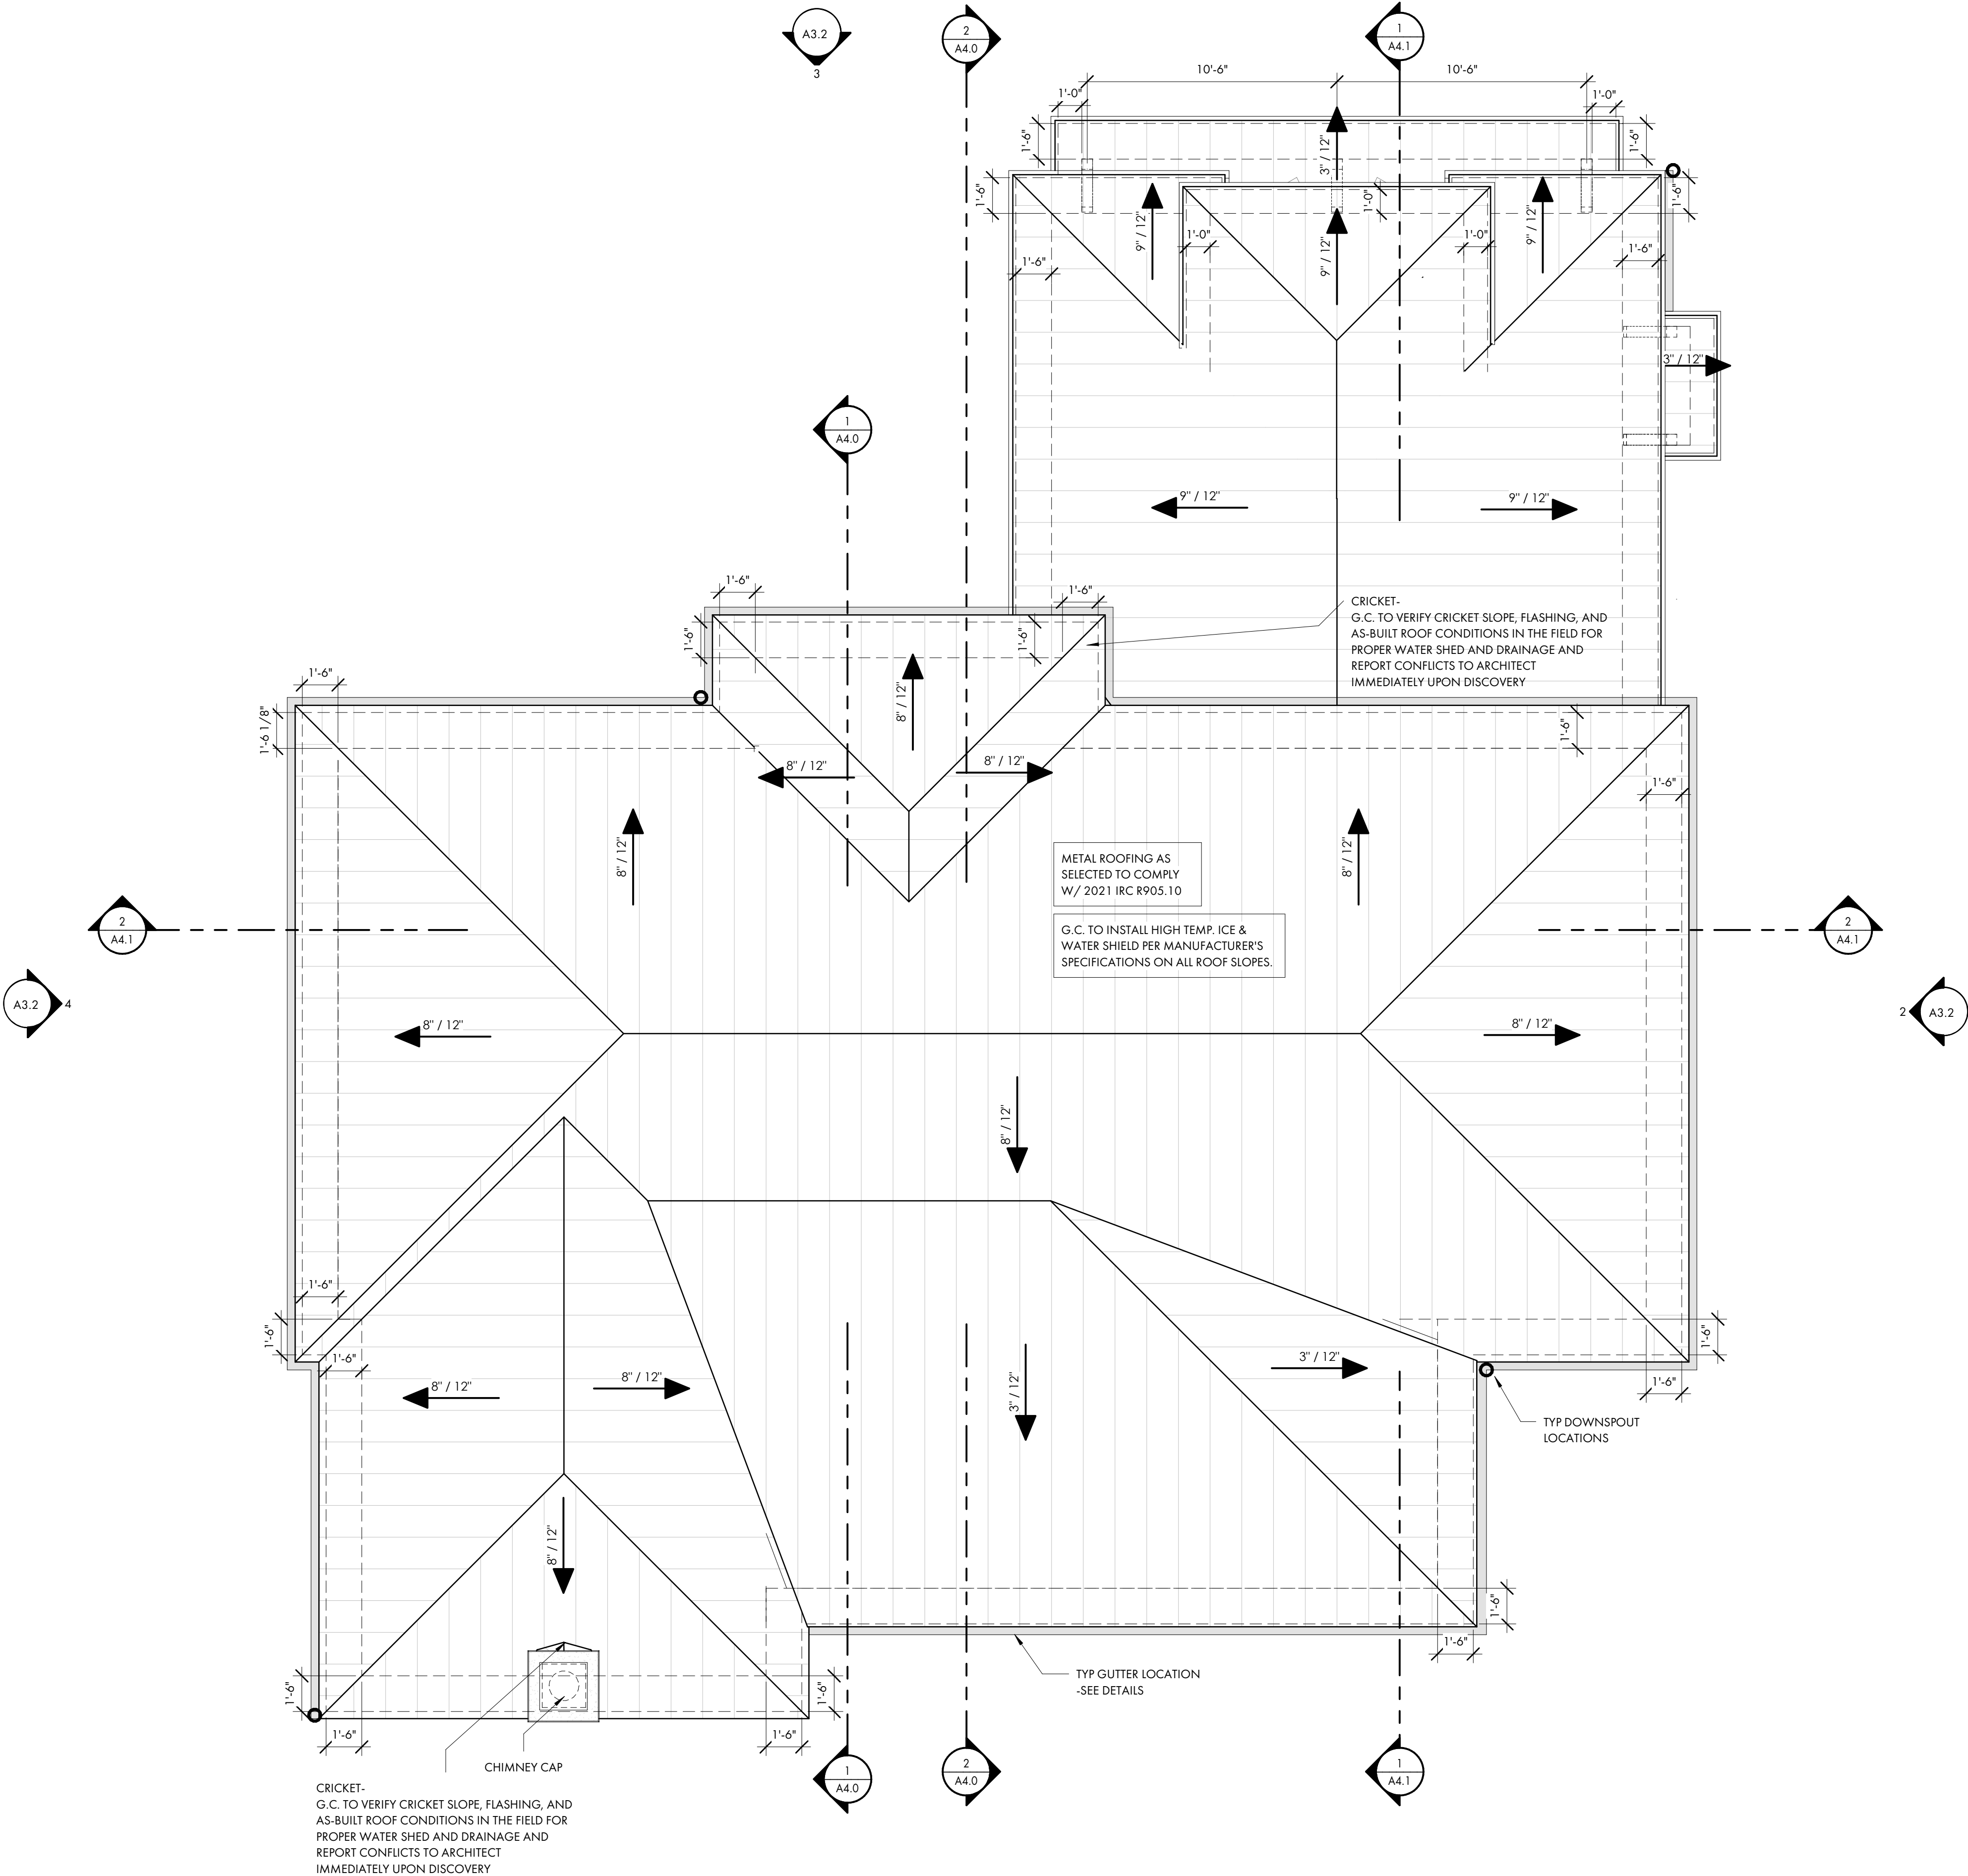 A3.2
3
2
A4.0
1
A4.1
10'-6"
10'-6"
1'-0"
1'-0"
1'-6"
1'-6"
3" / 12"
1'-6"
1'-6"
1'-0"
9" / 12"
9" / 12"
9" / 12"
1'-0"
1'-0"
1'-6"
1'-6"
3" / 12"
1
A4.0
9" / 12"
9" / 12"
1'-6"
1'-6"
1'-6"
1'-6"
CRICKET-
G.C. TO VERIFY CRICKET SLOPE, FLASHING, AND
AS-BUILT ROOF CONDITIONS IN THE FIELD FOR
PROPER WATER SHED AND DRAINAGE AND
REPORT CONFLICTS TO ARCHITECT
IMMEDIATELY UPON DISCOVERY
1'-6"
1'-6 1/8"
8" / 12"
1'-6"
8" / 12"
8" / 12"
1'-6"
8" / 12"
8" / 12"
METAL ROOFING AS
SELECTED TO COMPLY
W/ 2021 IRC R905.10
G.C. TO INSTALL HIGH TEMP. ICE &
WATER SHIELD PER MANUFACTURER'S
SPECIFICATIONS ON ALL ROOF SLOPES.
2
A4.1
2
A4.1
A3.2
4
2
A3.2
8" / 12"
8" / 12"
8" / 12"
1'-6"
1'-6"
1'-6"
1'-6"
1'-6"
8" / 12"
8" / 12"
3" / 12"
3" / 12"
TYP DOWNSPOUT
LOCATIONS
8" / 12"
1'-6"
1'-6"
1'-6"
1'-6"
1'-6"
1'-6"
TYP GUTTER LOCATION
-SEE DETAILS
CHIMNEY CAP
1
A4.0
2
A4.0
1
A4.1
CRICKET-
G.C. TO VERIFY CRICKET SLOPE, FLASHING, AND
AS-BUILT ROOF CONDITIONS IN THE FIELD FOR
PROPER WATER SHED AND DRAINAGE AND
REPORT CONFLICTS TO ARCHITECT
IMMEDIATELY UPON DISCOVERY